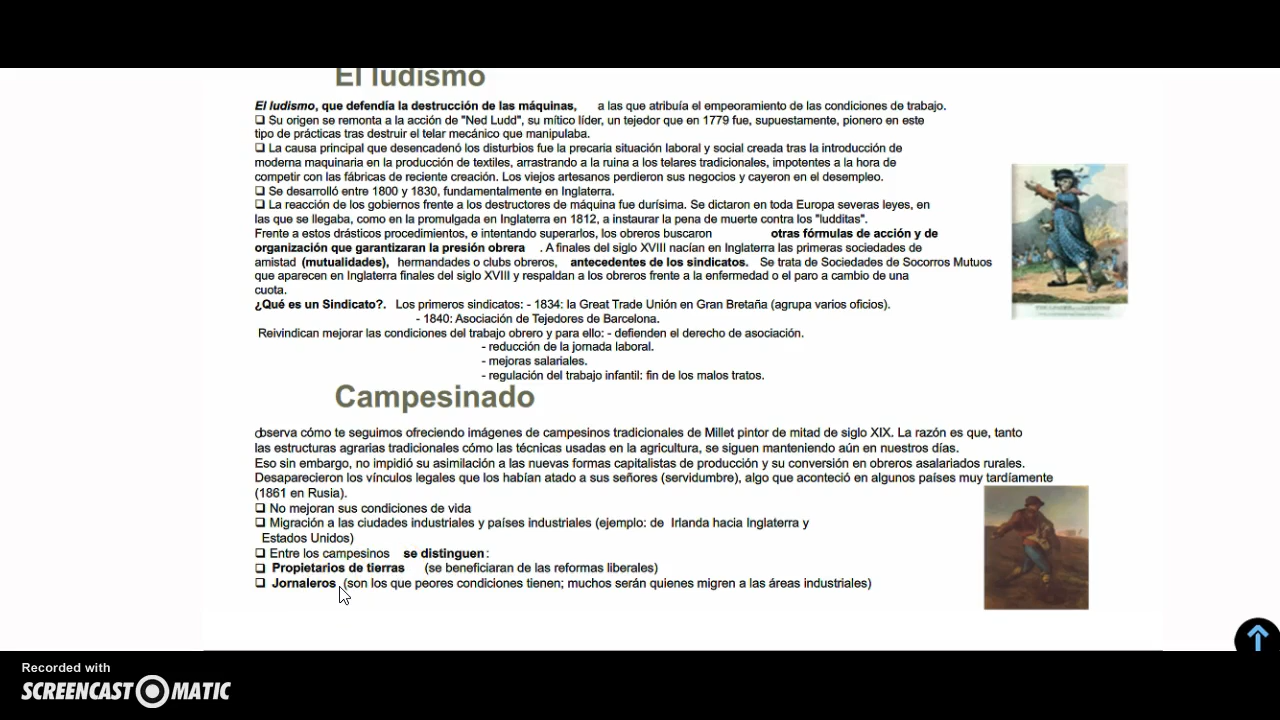 El ludismo
El ludismo, que defendía la destrucción de las máquinas, a las que atribuía el empeoramiento de las condiciones de trabajo.
❑ Su origen se remonta a la acción de "Ned Ludd", su mítico líder, un tejedor que en 1779 fue, supuestamente, pionero en este
tipo de prácticas tras destruir el telar mecánico que manipulaba.
❑ La causa principal que desencadenó los disturbios fue la precaria situación laboral y social creada tras la introducción de
moderna maquinaria en la producción de textiles, arrastrando a la ruina a los telares tradicionales, impotentes a la hora de
competir con las fábricas de reciente creación. Los viejos artesanos perdieron sus negocios y cayeron en el desempleo.
❑ Se desarrolló entre 1800 y 1830, fundamentalmente en Inglaterra.
❑ La reacción de los gobiernos frente a los destructores de máquina fue durísima. Se dictaron en toda Europa severas leyes, en
las que se llegaba, como en la promulgada en Inglaterra en 1812, a instaurar la pena de muerte contra los "ludditas".
Frente a estos drásticos procedimientos, e intentando superarlos, los obreros buscaron otras fórmulas de acción y de
organización que garantizaran la presión obrera . A finales del siglo XVIII nacían en Inglaterra las primeras sociedades de
amistad (mutualidades), hermandades o clubs obreros, antecedentes de los sindicatos. Se trata de Sociedades de Socorros Mutuos
que aparecen en Inglaterra finales del siglo XVIII y respaldan a los obreros frente a la enfermedad o el paro a cambio de una
cuota.
¿Qué es un Sindicato?. Los primeros sindicatos: - 1834: la Great Trade Unión en Gran Bretaña (agrupa varios oficios).
- 1840: Asociación de Tejedores de Barcelona.
Reivindican mejorar las condiciones del trabajo obrero y para ello: - defienden el derecho de asociación.
- reducción de la jornada laboral.
- mejoras salariales.
- regulación del trabajo infantil: fin de los malos tratos.
Campesinado
observa cómo te seguimos ofreciendo imágenes de campesinos tradicionales de Millet pintor de mitad de siglo XIX. La razón es que, tanto
las estructuras agrarias tradicionales cómo las técnicas usadas en la agricultura, se siguen manteniendo aún en nuestros días.
Eso sin embargo, no impidió su asimilación a las nuevas formas capitalistas de producción y su conversión en obreros asalariados rurales.
Desaparecieron los vínculos legales que los habían atado a sus señores (servidumbre), algo que aconteció en algunos países muy tardíamente
(1861 en Rusia).
❑ No mejoran sus condiciones de vida
❑ Migración a las ciudades industriales y países industriales (ejemplo: de Irlanda hacia Inglaterra y
Estados Unidos)
❑ Entre los campesinos se distinguen:
❑ Propietarios de tierras (se beneficiaran de las reformas liberales)
❑ Jornaleros (son los que peores condiciones tienen; muchos serán quienes migren a las áreas industriales)
Recorded with
SCREENCAST MATIC